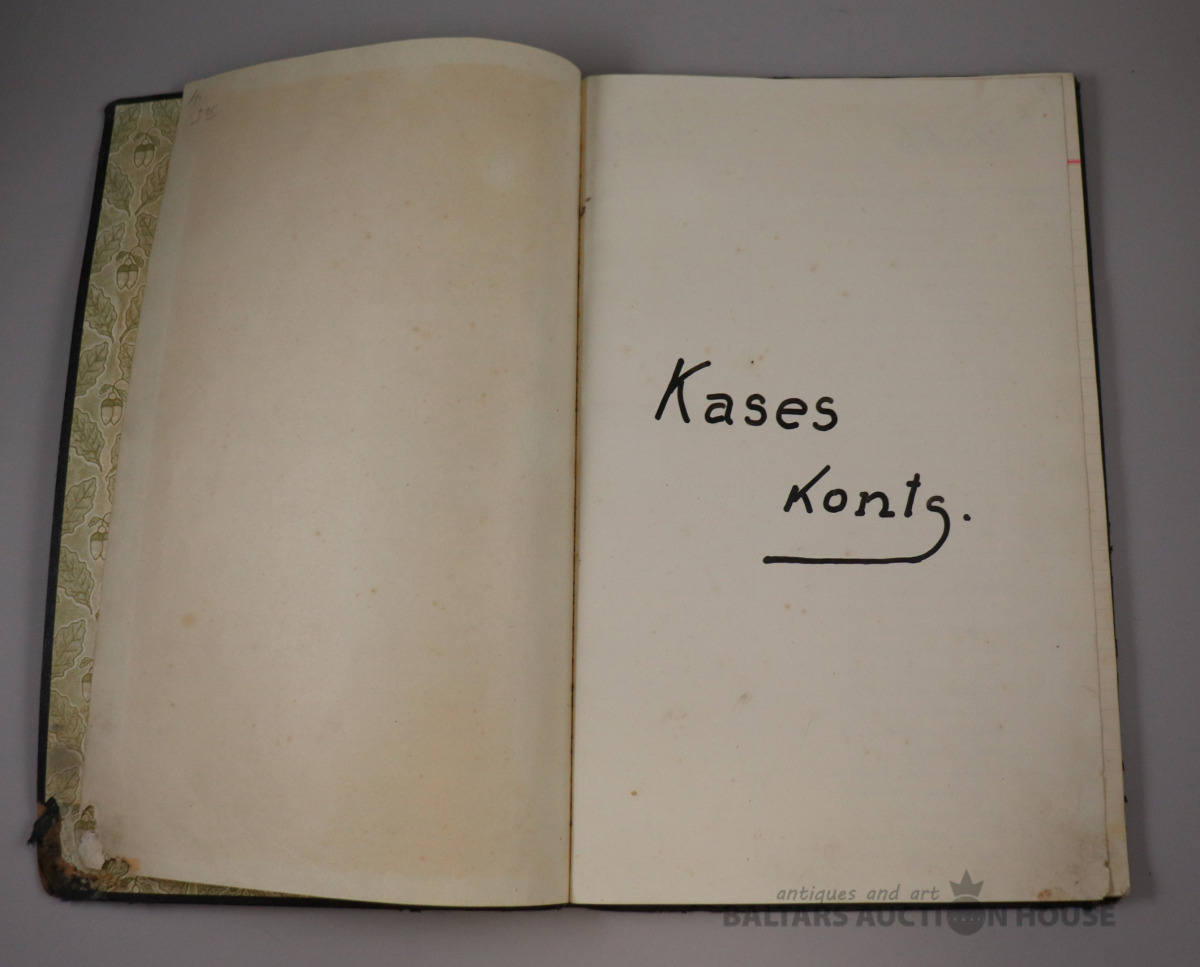 Kases
Konts.
antiques and art
BALTARS AUCTION HOUSE